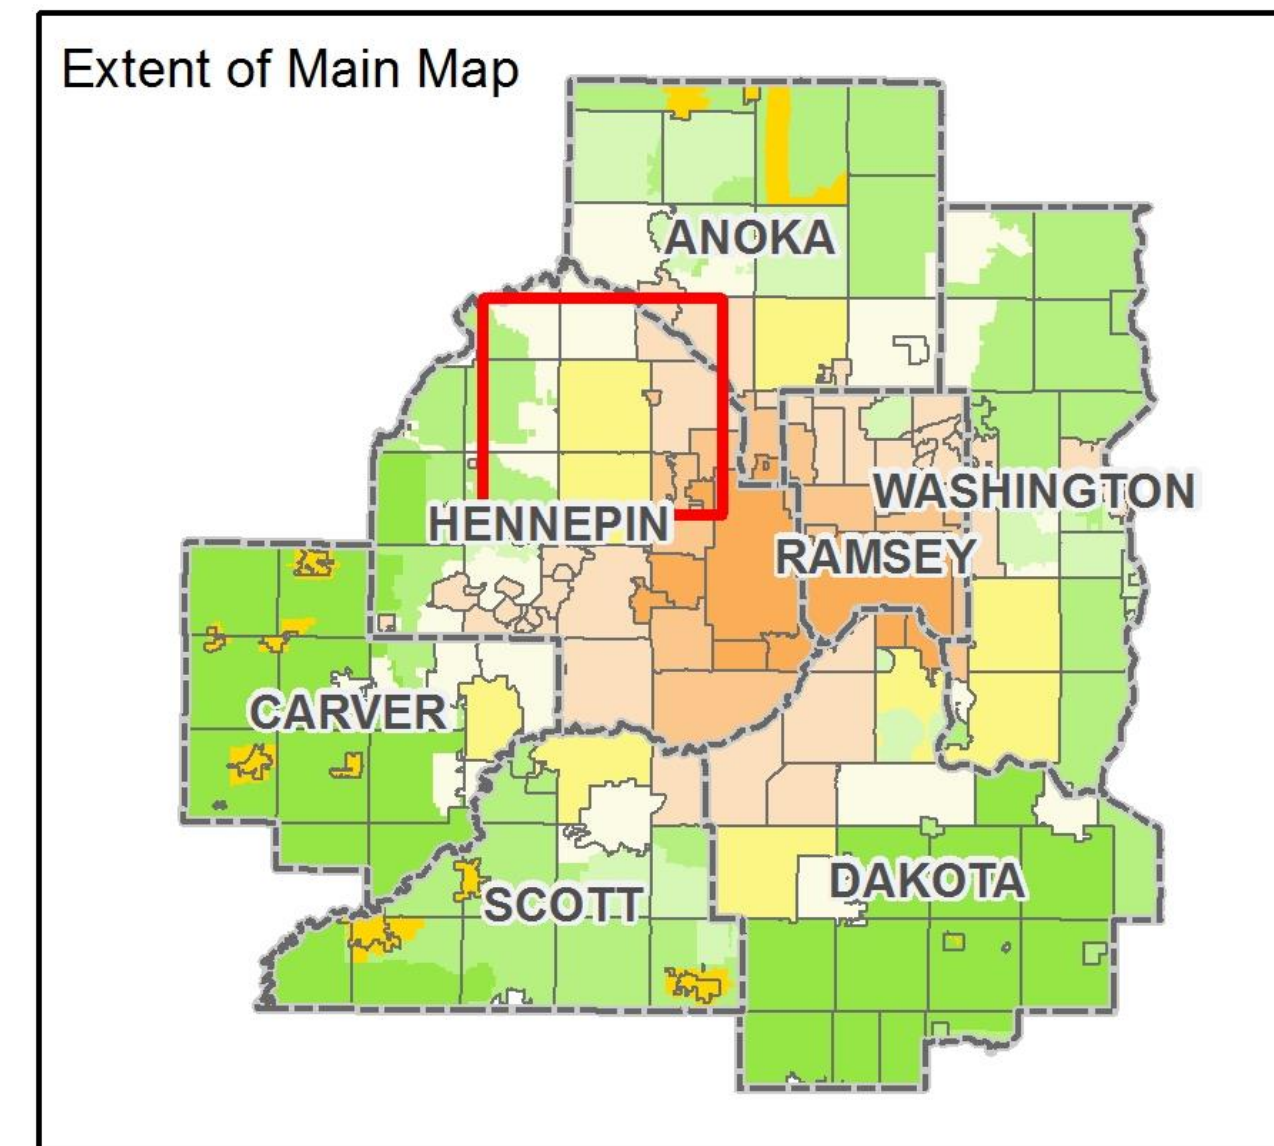 Extent of Main Map
ANOKA
WASHINGTON
HENNEPIN
RAMSEY
CARVER
DAKOTA
SCOTT